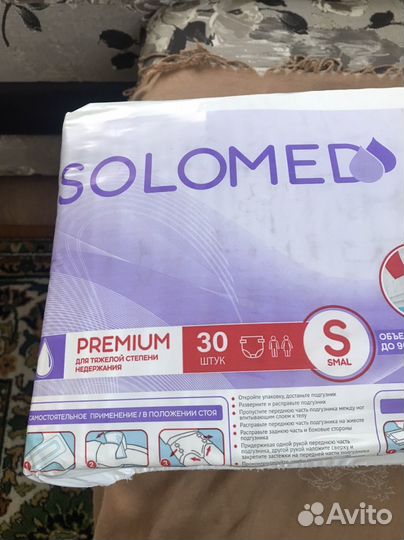 SOLOMED
PREMIUM
ДЛЯ ТЯЖЕЛОЙ СТЕПЕНИ
НЕДЕРЖАНИЯ
30
ШТУК
S
SMAL
ДО
САМОСТОЯТЕЛЬНОЕ ПРИМЕНЕНИЕ / В ПОЛОЖЕНИИ СТОЯ
1
2
3
Откройте упаковку, достаньте подгузник
Разверните и расправьте подгузник
Пропустите переднюю часть подгузника между ног
впитывающим слоем к телу
Расправьте переднюю часть подгузника на животе
Расправьте заднюю часть и боковые стороны
подгузника
Придерживая одной рукой переднюю часть
подгузника, другой рукой наложите сверху и
закрепите застежки на передней части подгузника
Avito